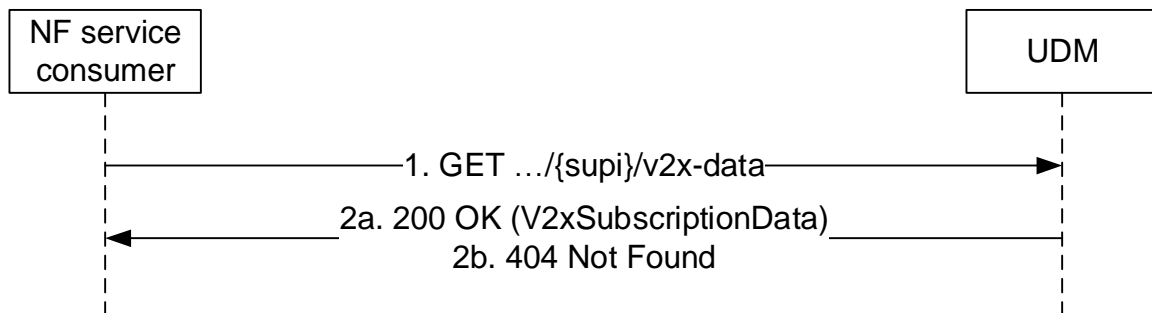 NF service
consumer
UDM
1. GET …/{supi}/v2x-data
2a. 200 OK (V2xSubscriptionData)
2b. 404 Not Found